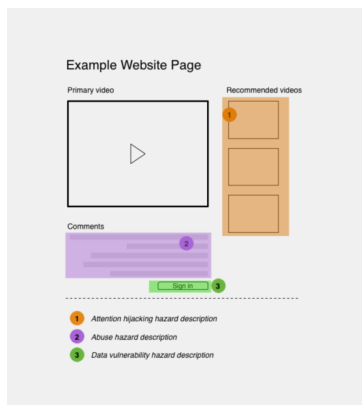 Example Website Page
Primary video
Recommended videos
1
Comments
2
Sign in
3
1 Attention hijacking hazard description
2 Abuse hazard description
3 Data vulnerability hazard description